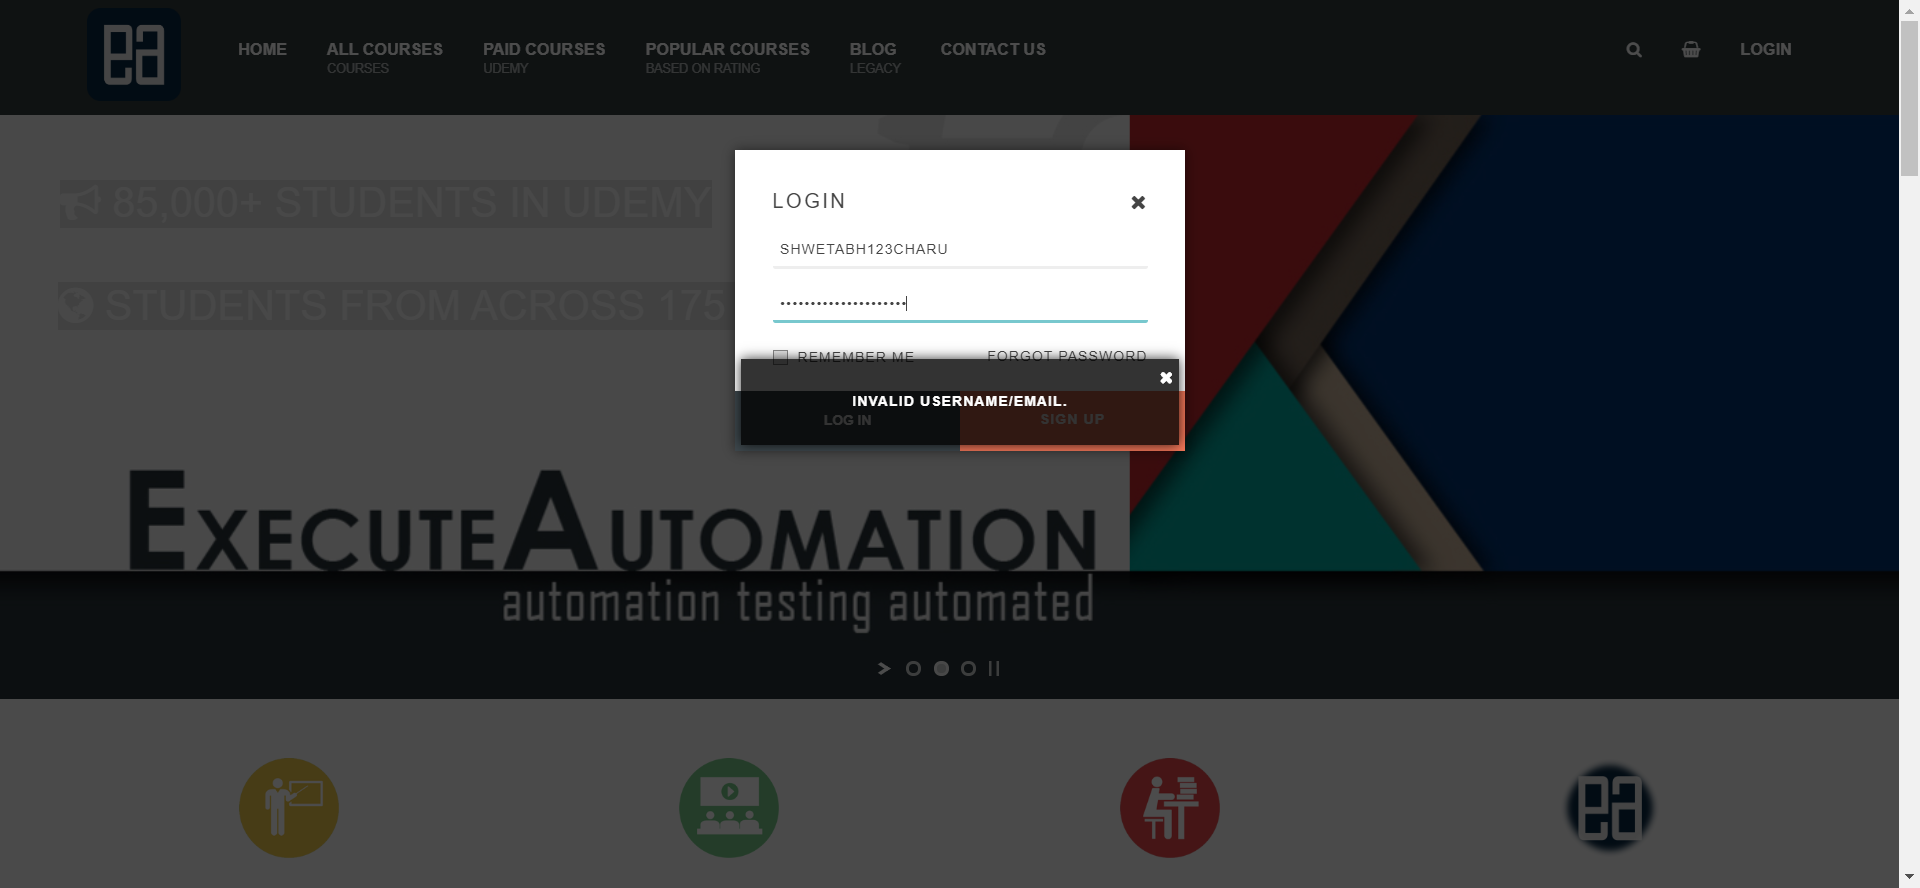 ea
HOME
ALL COURSES
COURSES
PAID COURSES
UDEMY
POPULAR COURSES
BASED ON RATING
BLOG
LEGACY
CONTACT US
LOGIN
85,000+ STUDENTS IN UDEMY
STUDENTS FROM ACROSS 175
LOGIN
SHWETABH123CHARU
•••••••••••••••••••••
REMEMBER ME
FORGOT PASSWORD
INVALID USERNAME/EMAIL.
LOG IN
SIGN UP
EXECUTEAUTOMATION
automation testing automated
ea